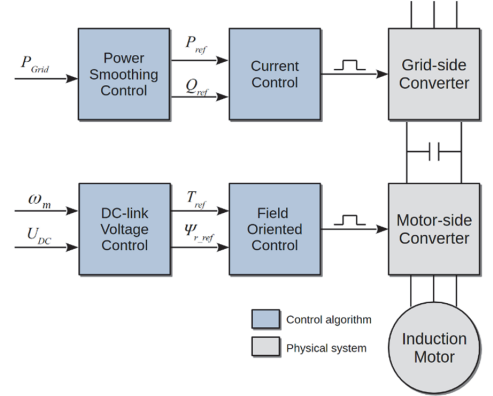 P_Grid
Power
Smoothing
Control
P_ref
Q_ref
Current
Control
Grid-side
Converter
ω_m
U_DC
DC-link
Voltage
Control
T_ref
Ψ_r_ref
Field
Oriented
Control
Motor-side
Converter
Control algorithm
Physical system
Induction
Motor